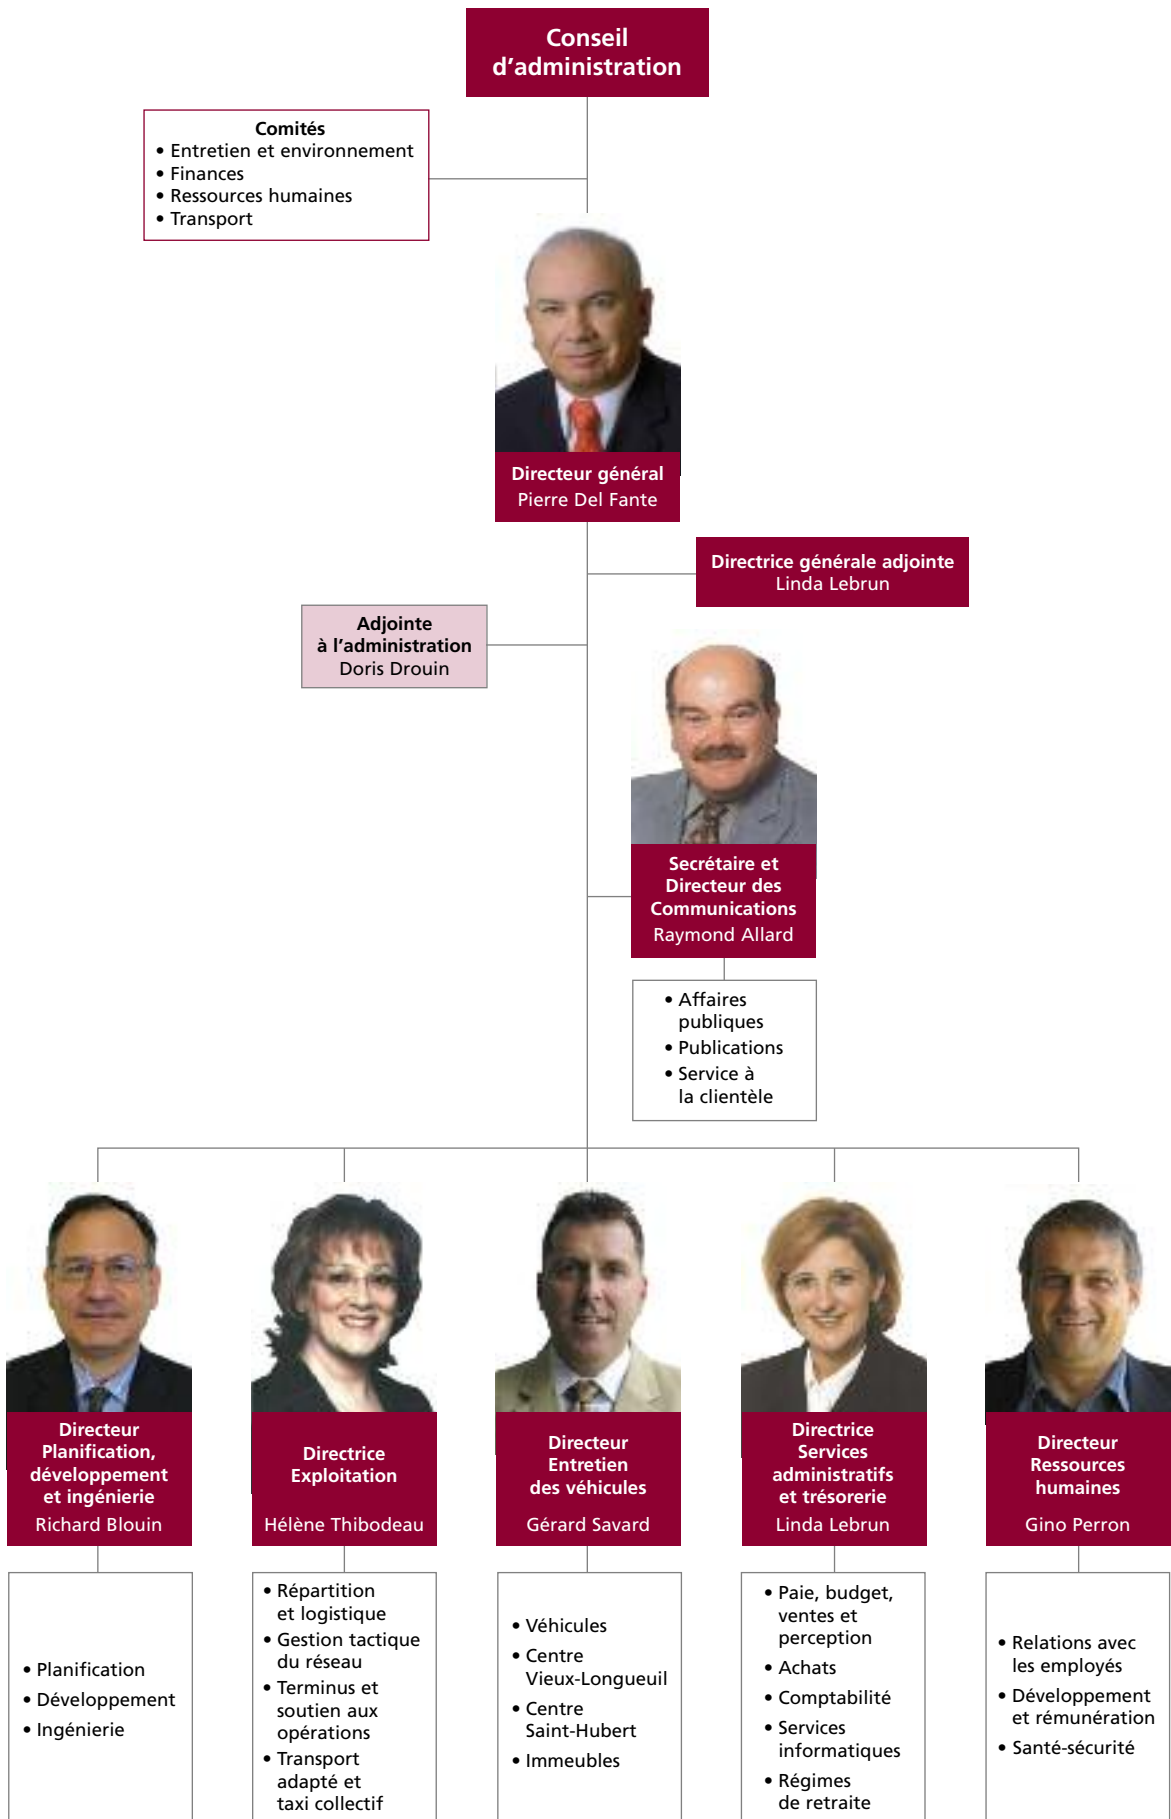 Conseil
d'administration
Comités
• Entretien et environnement
• Finances
• Ressources humaines
• Transport
Directeur général
Pierre Del Fante
Directrice générale adjointe
Linda Lebrun
Adjointe
à l'administration
Doris Drouin
Secrétaire et
Directeur des
Communications
Raymond Allard
• Affaires
publiques
• Publications
• Service à
la clientèle
Directeur
Planification,
développement
et ingénierie
Richard Blouin
Directrice
Exploitation
Hélène Thibodeau
Directeur
Entretien
des véhicules
Gérard Savard
Directrice
Services
administratifs
et trésorerie
Linda Lebrun
Directeur
Ressources
humaines
Gino Perron
• Planification
• Développement
• Ingénierie
• Répartition
et logistique
• Gestion tactique
du réseau
• Terminus et
soutien aux
opérations
• Transport
adapté et
taxi collectif
• Véhicules
• Centre
Vieux-Longueuil
• Centre
Saint-Hubert
• Immeubles
• Paie, budget,
ventes et
perception
• Achats
• Comptabilité
• Services
informatiques
• Régimes
de retraite
• Relations avec
les employés
• Développement
et rémunération
• Santé-sécurité